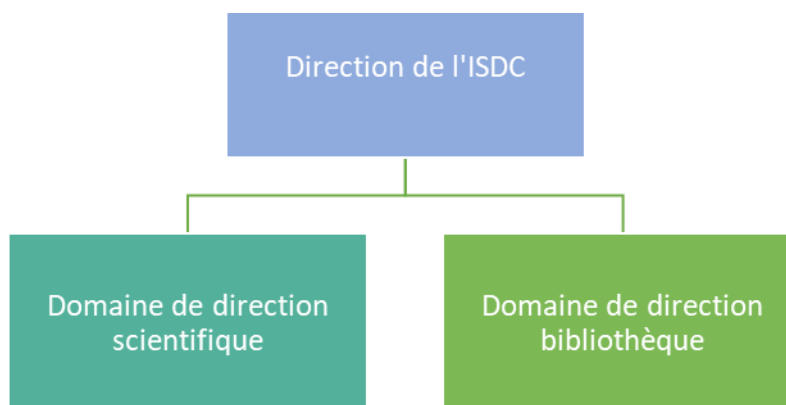 Direction de l'ISDC
Domaine de direction
scientifique
Domaine de direction
bibliothèque